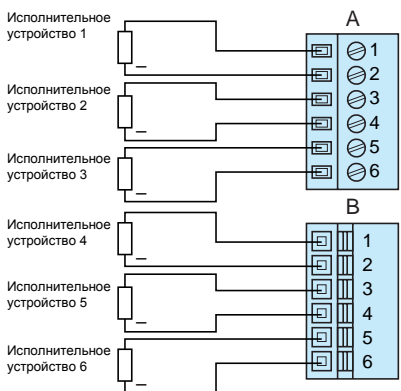 A
Исполнительное
устройство 1
1
2
Исполнительное
устройство 2
3
4
Исполнительное
устройство 3
5
6
B
Исполнительное
устройство 4
1
2
Исполнительное
устройство 5
3
4
Исполнительное
устройство 6
5
6